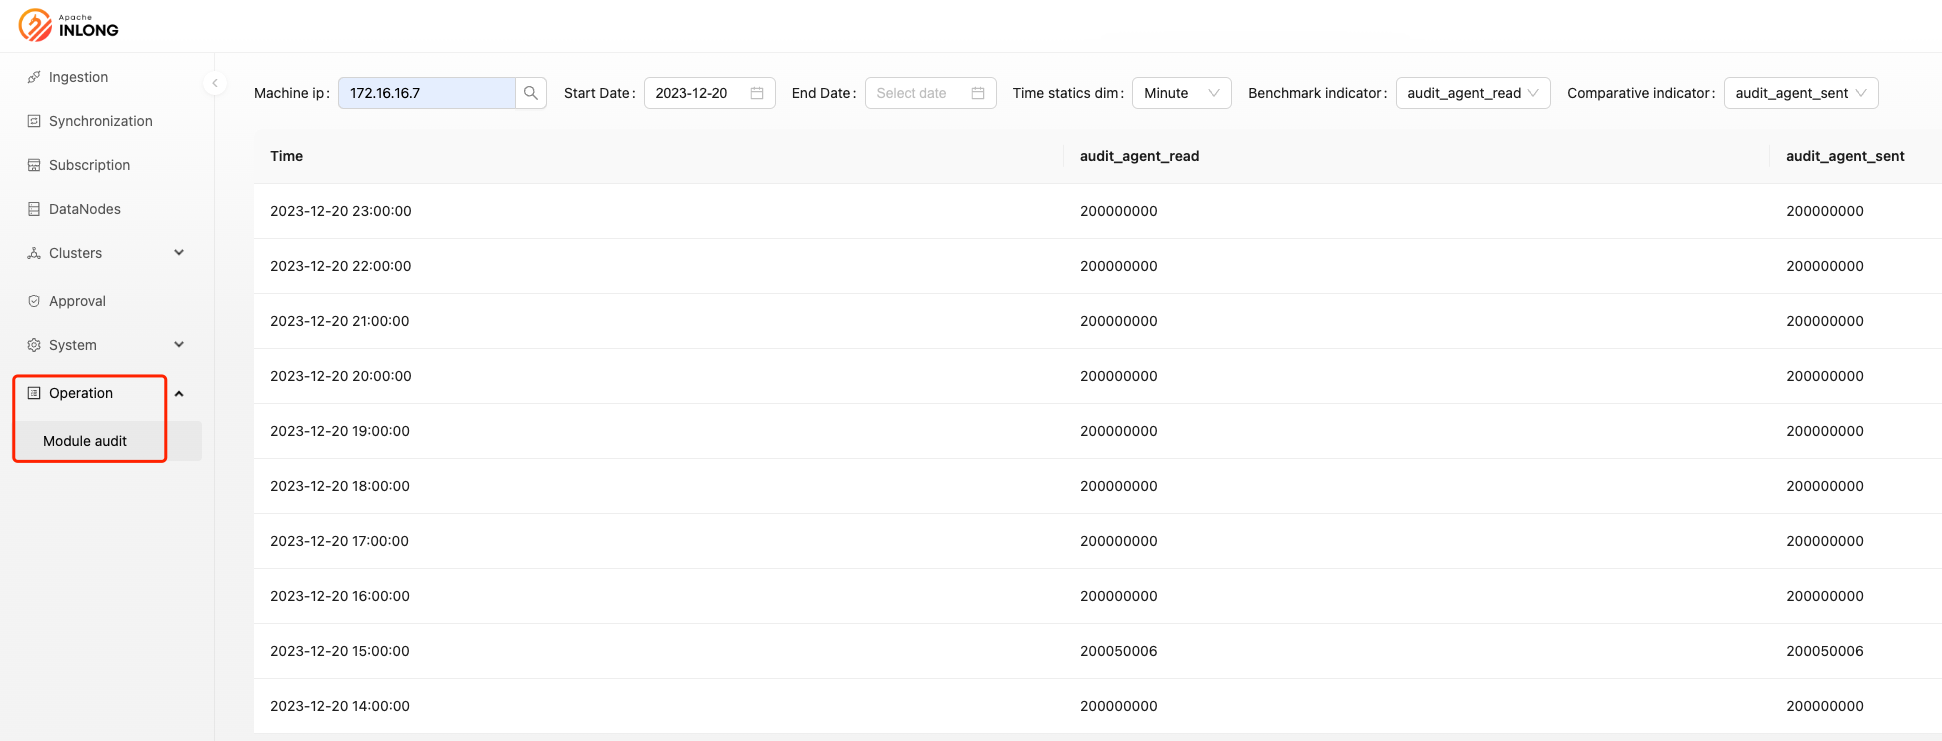 Apache
INLONG
Ingestion
Synchronization
Subscription
DataNodes
Clusters
Approval
System
Operation
Module audit
Machine ip: 172.16.16.7 Start Date: 2023-12-20 End Date: Select date Time statics dim: Minute Benchmark indicator: audit_agent_read Comparative indicator: audit_agent_sent
Time audit_agent_read audit_agent_sent
2023-12-20 23:00:00 200000000 200000000
2023-12-20 22:00:00 200000000 200000000
2023-12-20 21:00:00 200000000 200000000
2023-12-20 20:00:00 200000000 200000000
2023-12-20 19:00:00 200000000 200000000
2023-12-20 18:00:00 200000000 200000000
2023-12-20 17:00:00 200000000 200000000
2023-12-20 16:00:00 200000000 200000000
2023-12-20 15:00:00 200050006 200050006
2023-12-20 14:00:00 200000000 200000000